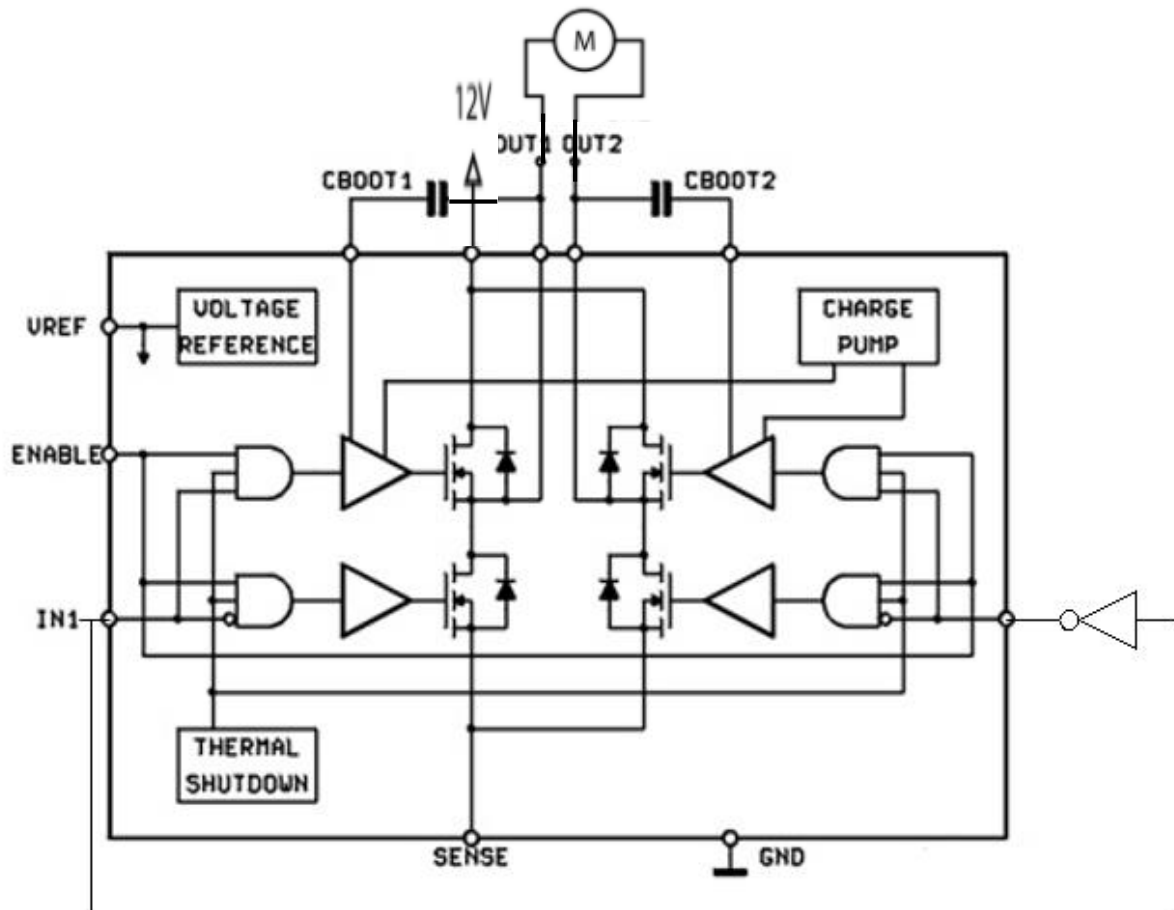 M
12V
OUT1 OUT2
CBOOT1
CBOOT2
VOLTAGE
REFERENCE
CHARGE
PUMP
VREF
ENABLE
IN1
THERMAL
SHUTDOWN
SENSE
GND